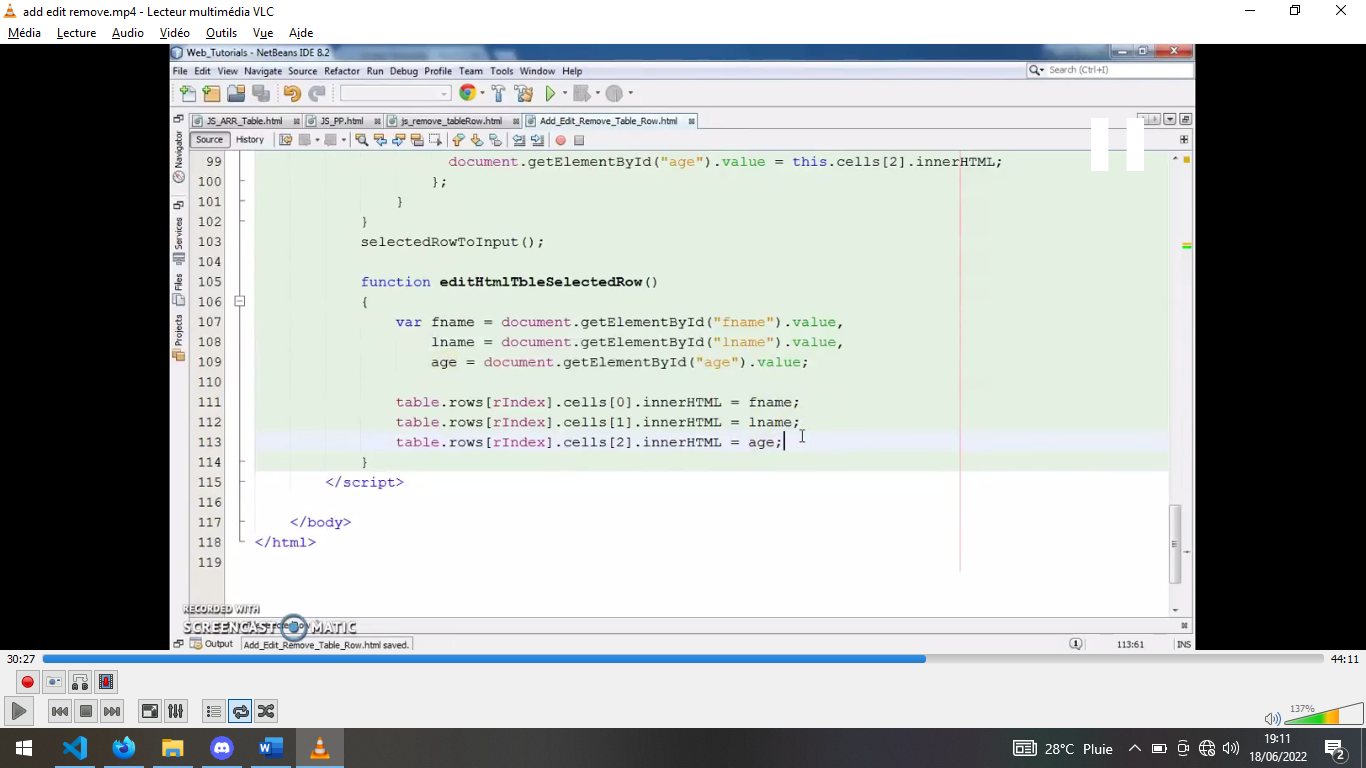 add edit remove.mp4 - Lecteur multimédia VLC
Média Lecture Audio Vidéo Outils Vue Aide
Web_Tutorials - NetBeans IDE 8.2
File Edit View Navigate Source Refactor Run Debug Profile Team Tools Window Help
Search (Ctrl+I)
JS_ARR_Table.html JS_PP.html js_remove_tableRow.html Add_Edit_Remove_Table_Row.html
Source History
Navigator
Services
Files
Projects
99 document.getElementById("age").value = this.cells[2].innerHTML;
100 };
101 }
102 }
103 selectedRowToInput();
104
105 function editHtmlTbleSelectedRow()
106 {
107 var fname = document.getElementById("fname").value,
108 lname = document.getElementById("lname").value,
109 age = document.getElementById("age").value;
110
111 table.rows[rIndex].cells[0].innerHTML = fname;
112 table.rows[rIndex].cells[1].innerHTML = lname;
113 table.rows[rIndex].cells[2].innerHTML = age;
114 }
115 </script>
116
117 </body>
118 </html>
119
RECORDED WITH
SCREENCAST MATIC
Output Add_Edit_Remove_Table_Row.html saved. 1 113:61 INS
30:27 44:11
137%
28°C Pluie 19:11
18/06/2022
2